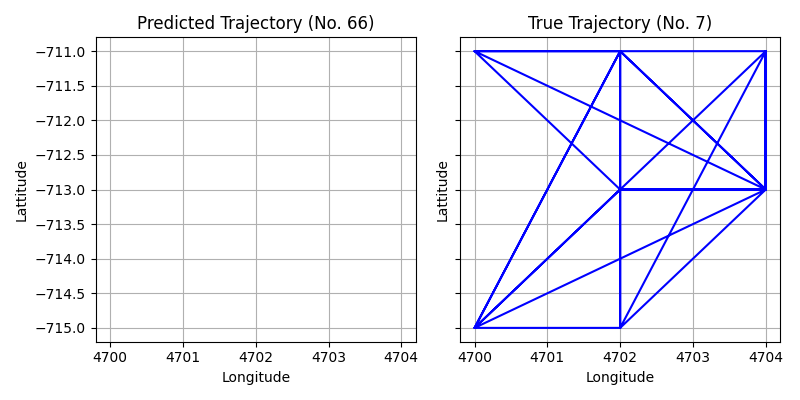 Predicted Trajectory (No. 66)
True Trajectory (No. 7)
−711.0
−711.5
−712.0
−712.5
−713.0
−713.5
−714.0
−714.5
−715.0
Lattitude
Lattitude
4700 4701 4702 4703 4704
4700 4701 4702 4703 4704
Longitude
Longitude